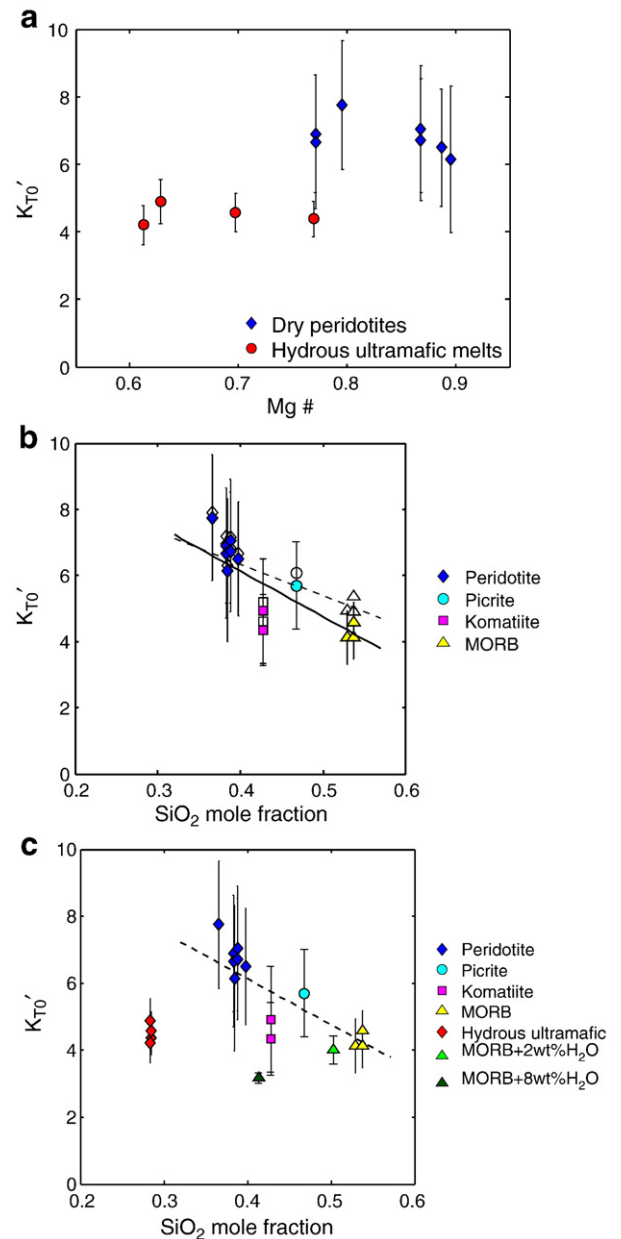 a
10
8
6
4
2
0
K_T0′
Dry peridotites
Hydrous ultramafic melts
0.6 0.7 0.8 0.9
Mg #
b
10
8
6
4
2
0
K_T0′
0.2 0.3 0.4 0.5 0.6
SiO₂ mole fraction
Peridotite
Picrite
Komatiite
MORB
c
10
8
6
4
2
0
K_T0′
0.2 0.3 0.4 0.5 0.6
SiO₂ mole fraction
Peridotite
Picrite
Komatiite
MORB
Hydrous ultramafic
MORB+2wt%H₂O
MORB+8wt%H₂O